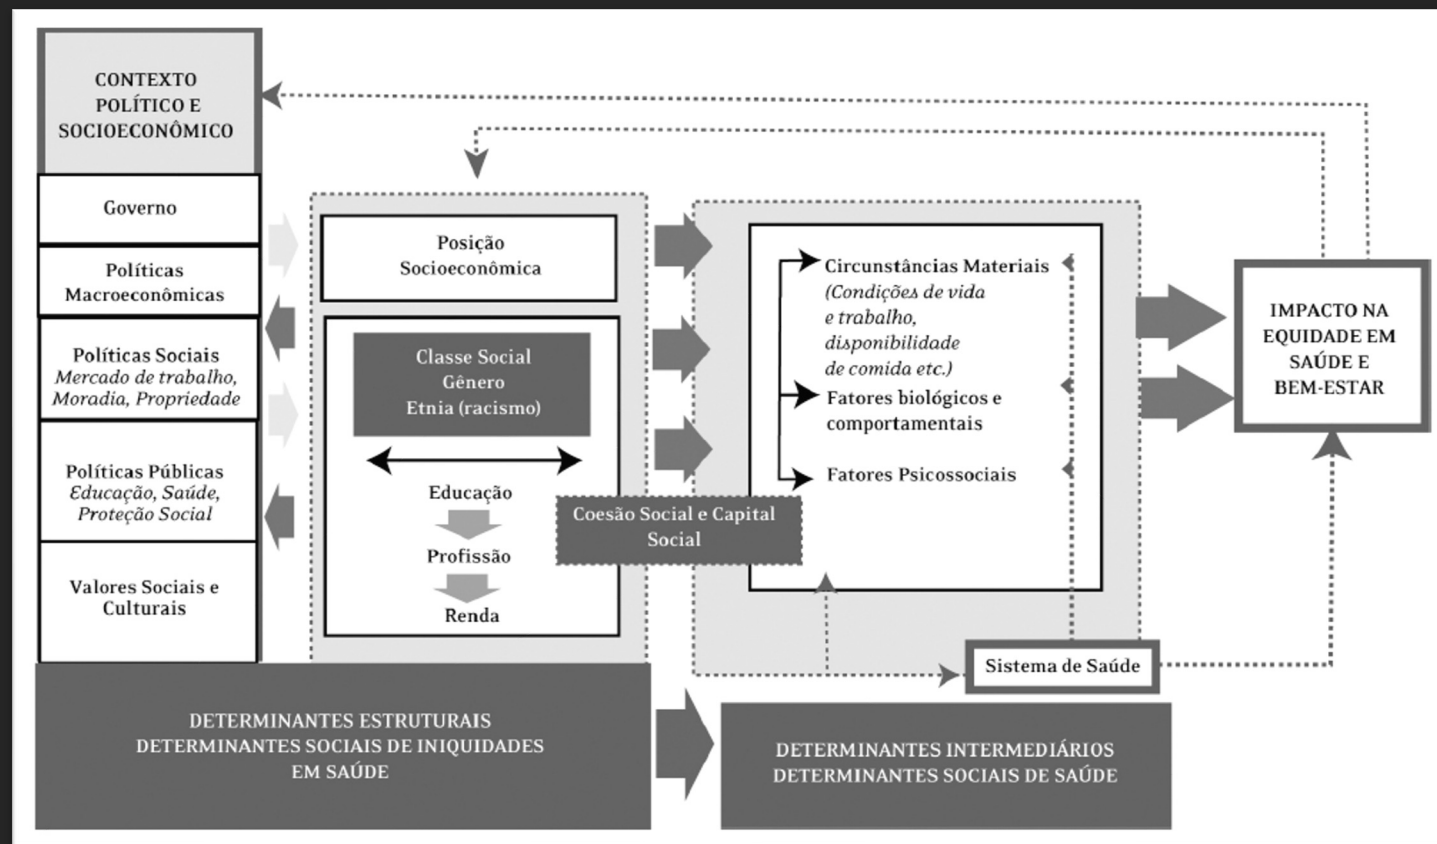 CONTEXTO
POLÍTICO E
SOCIOECONÔMICO
Governo
Políticas
Macroeconômicas
Políticas Sociais
Mercado de trabalho,
Moradia, Propriedade
Políticas Públicas
Educação, Saúde,
Proteção Social
Valores Sociais e
Culturais
Posição
Socioeconômica
Classe Social
Gênero
Etnia (racismo)
Educação
Profissão
Renda
Coesão Social e Capital
Social
Circunstâncias Materiais
(Condições de vida
e trabalho,
disponibilidade
de comida etc.)
Fatores biológicos e
comportamentais
Fatores Psicossociais
Sistema de Saúde
IMPACTO NA
EQUIDADE EM
SAÚDE E
BEM-ESTAR
DETERMINANTES ESTRUTURAIS
DETERMINANTES SOCIAIS DE INIQUIDADES
EM SAÚDE
DETERMINANTES INTERMEDIÁRIOS
DETERMINANTES SOCIAIS DE SAÚDE